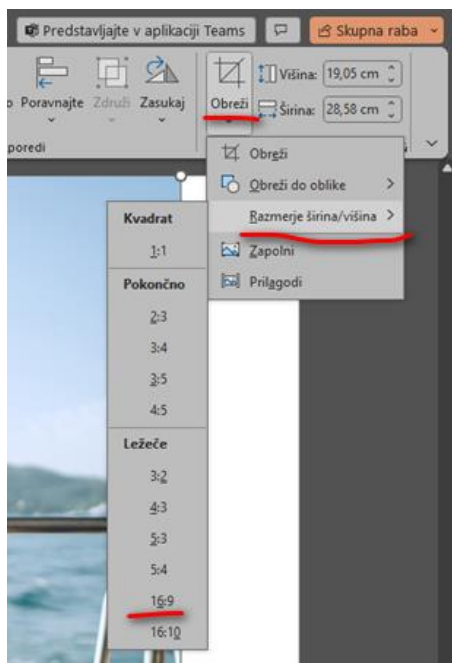 Predstavljajte v aplikaciji Teams
Skupna raba
Poravnajte
Združi
Zasukaj
Obreži
Višina: 19,05 cm
Širina: 28,58 cm
poredi
Obreži
Obreži do oblike
Razmerje širina/višina
Zapolni
Prilagodi
Kvadrat
1:1
Pokončno
2:3
3:4
3:5
4:5
Ležeče
3:2
4:3
5:3
5:4
16:9
16:10